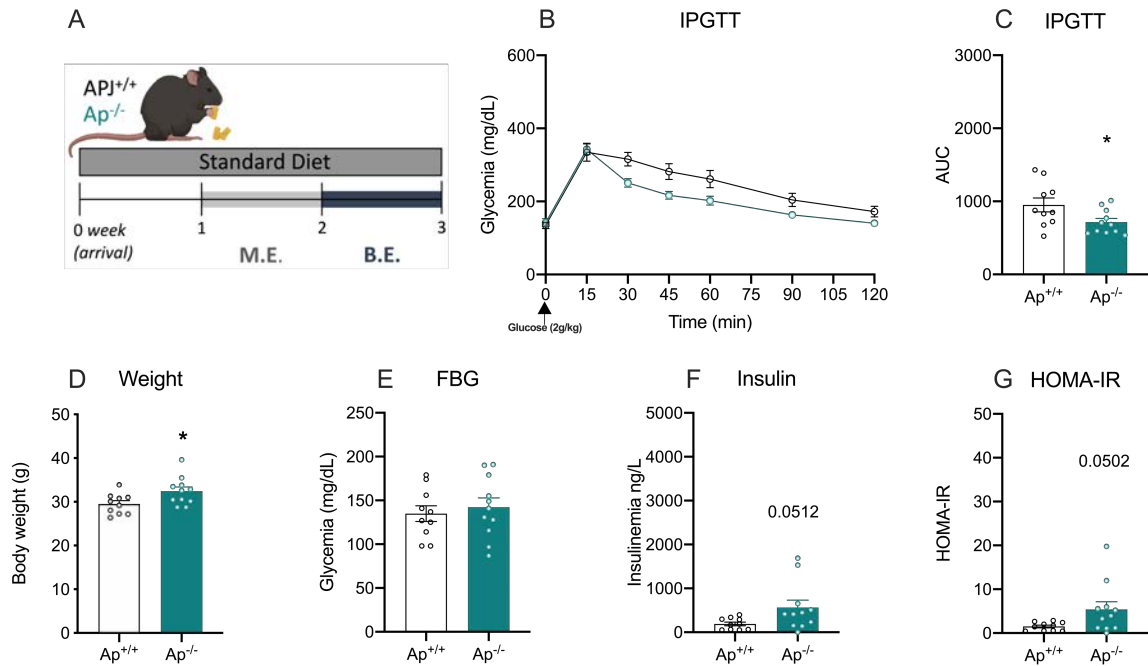 A
APJ+/+
Ap-/-
Standard Diet
0 week
(arrival)
1
2
3
M.E.
B.E.
B
IPGTT
Glycemia (mg/dL)
600
400
200
0
0 15 30 45 60 75 90 105 120
Glucose (2g/kg)
Time (min)
C
IPGTT
AUC
3000
2000
1000
0
*
Ap+/+ Ap-/-
D
Weight
Body weight (g)
50
40
30
20
10
0
*
Ap+/+ Ap-/-
E
FBG
Glycemia (mg/dL)
250
200
150
100
50
0
Ap+/+ Ap-/-
F
Insulin
Insulinemia ng/L
5000
4000
3000
2000
1000
0
0.0512
Ap+/+ Ap-/-
G
HOMA-IR
HOMA-IR
50
40
30
20
10
0
0.0502
Ap+/+ Ap-/-